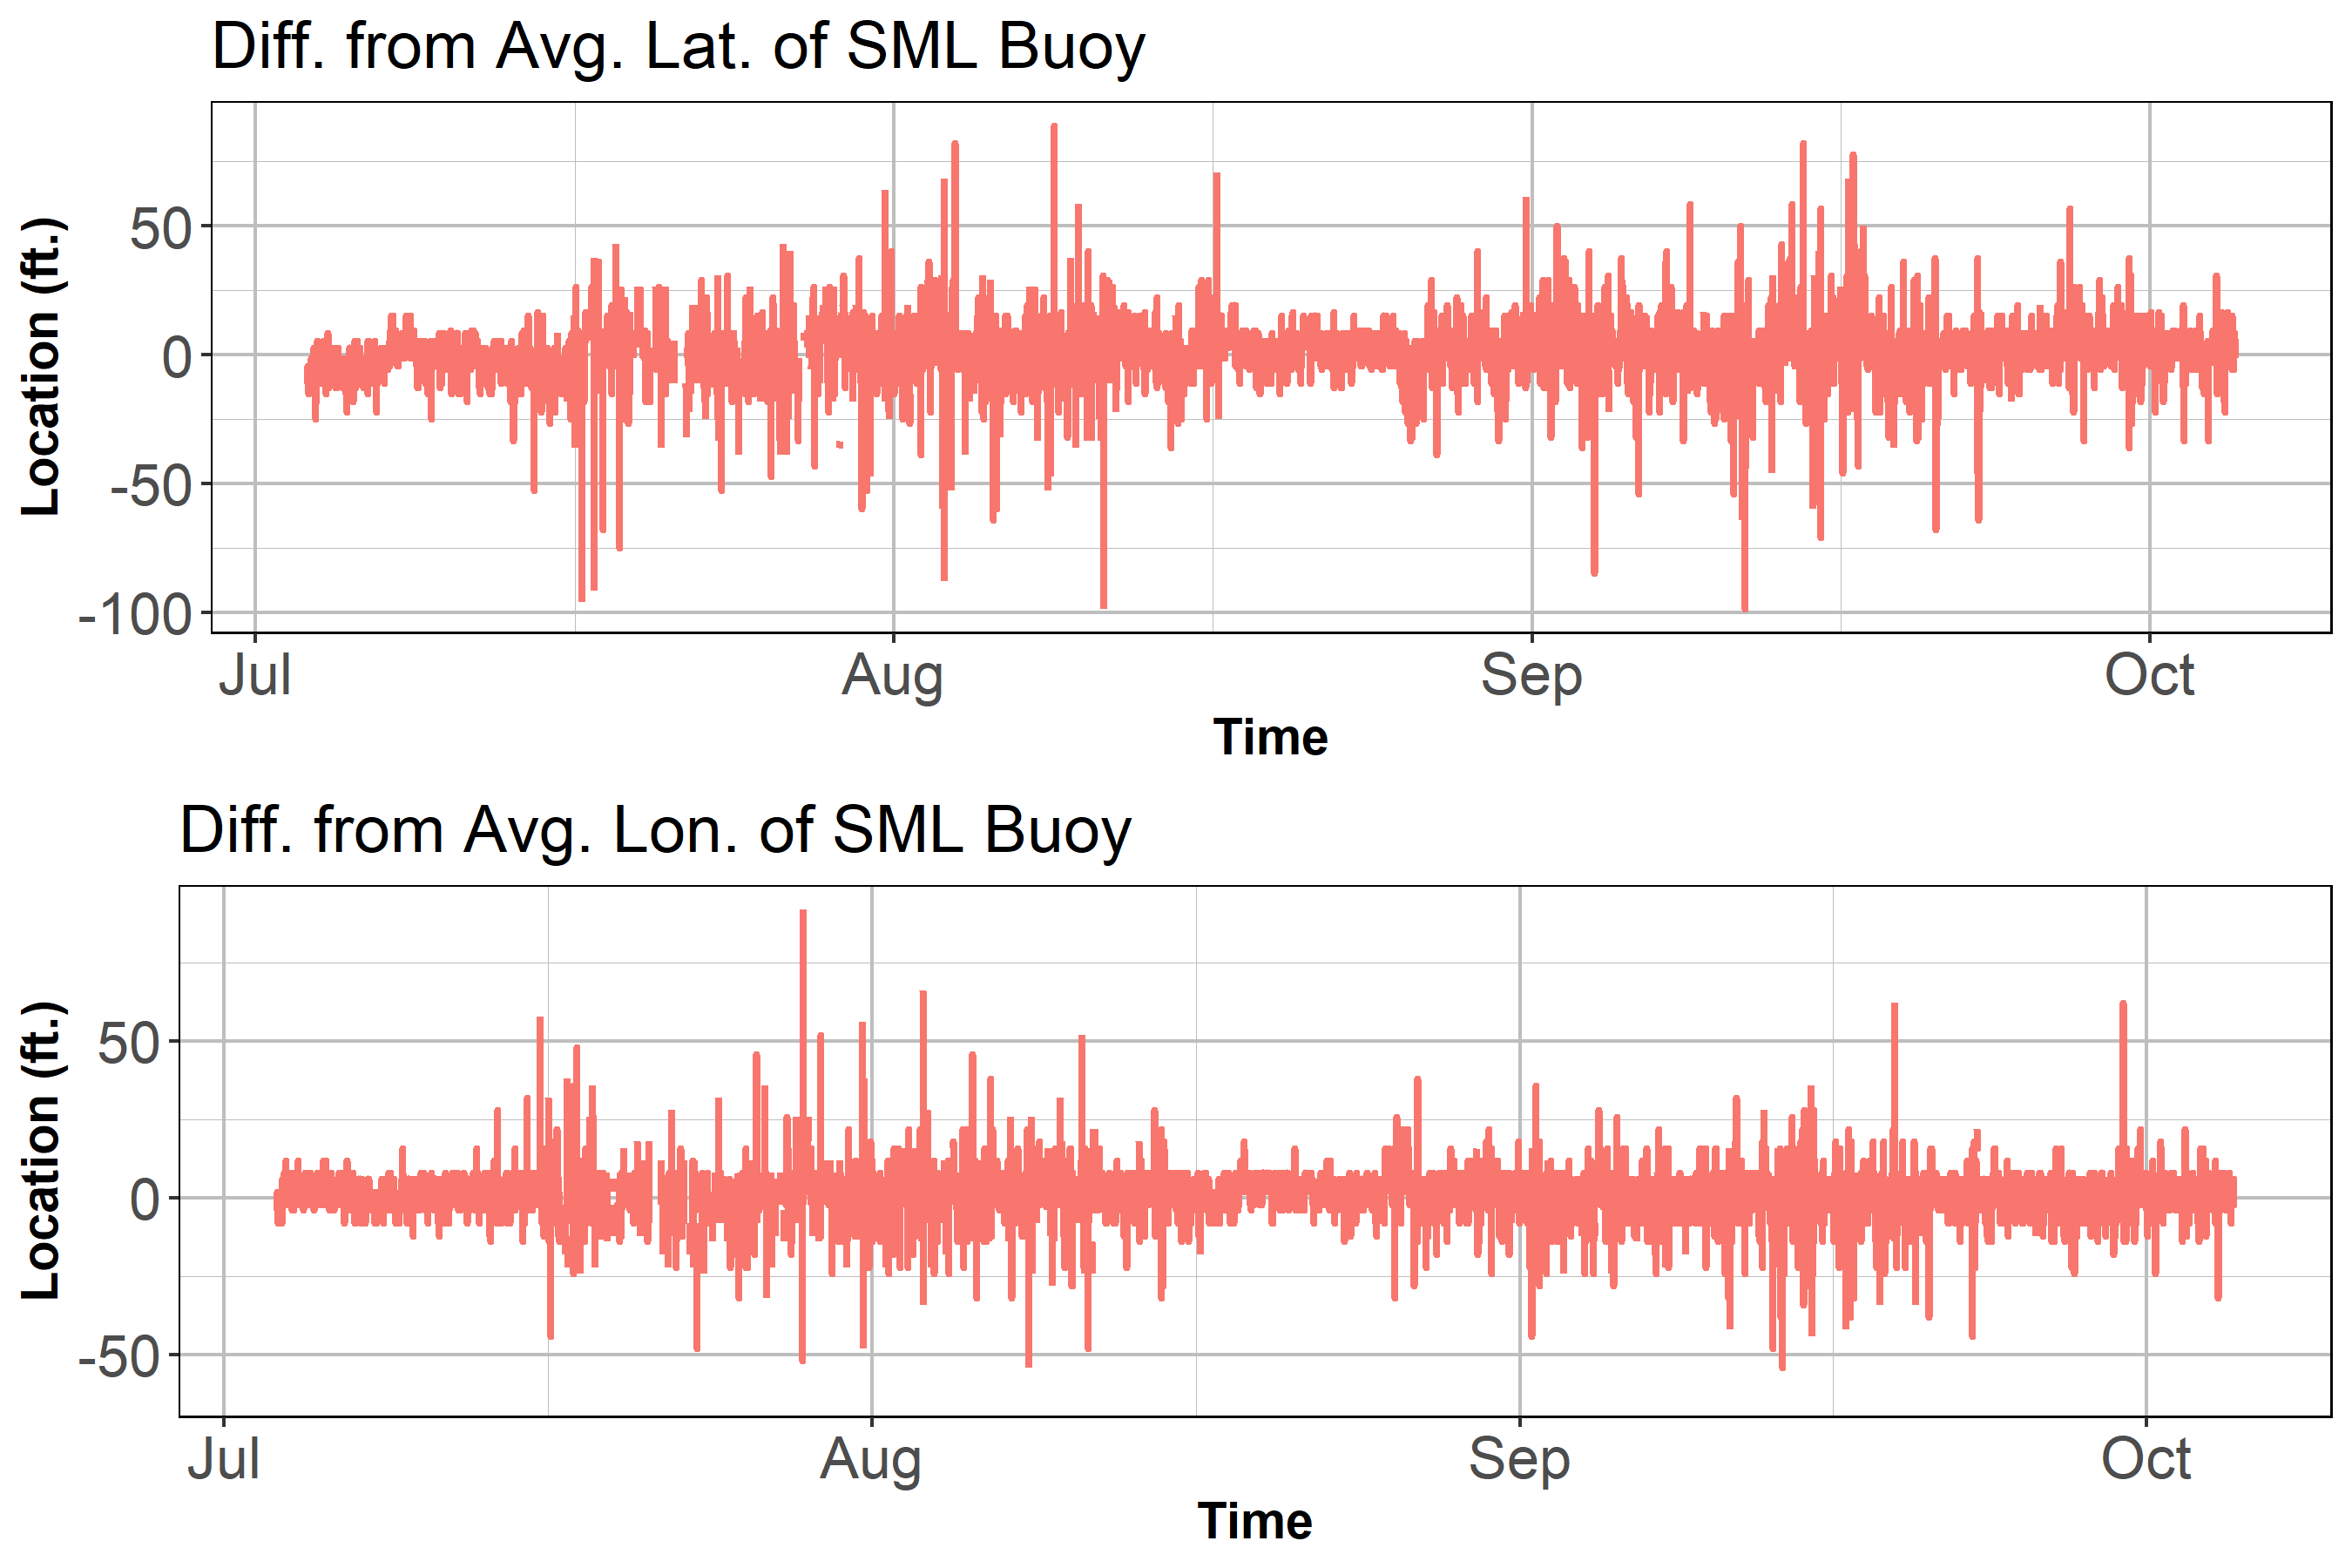 Diff. from Avg. Lat. of SML Buoy
Location (ft.)
50
0
-50
-100
Jul Aug Sep Oct
Time
Diff. from Avg. Lon. of SML Buoy
Location (ft.)
50
0
-50
Jul Aug Sep Oct
Time